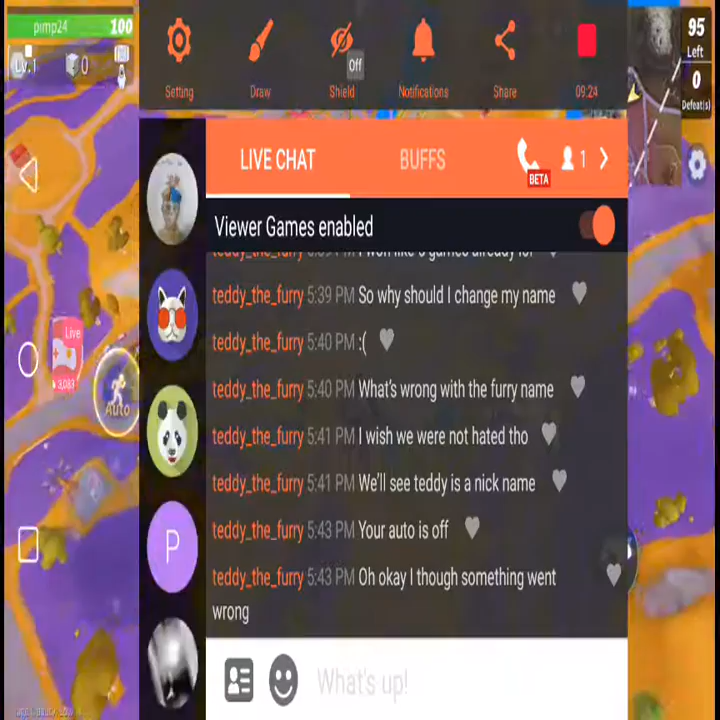 pimp24 100
Lv.1 0
Setting
Draw
Off
Shield
Notifications
Share
09:24
95
Left
0
Defeat(s)
LIVE CHAT
BUFFS
BETA
1
Viewer Games enabled
teddy_the_furry
teddy_the_furry 5:39 PM So why should I change my name
teddy_the_furry 5:40 PM :(
teddy_the_furry 5:40 PM What's wrong with the furry name
teddy_the_furry 5:41 PM I wish we were not hated tho
teddy_the_furry 5:41 PM We'll see teddy is a nick name
teddy_the_furry 5:43 PM Your auto is off
teddy_the_furry 5:43 PM Oh okay I though something went
wrong
Live
3,083
Auto
P
What's up!